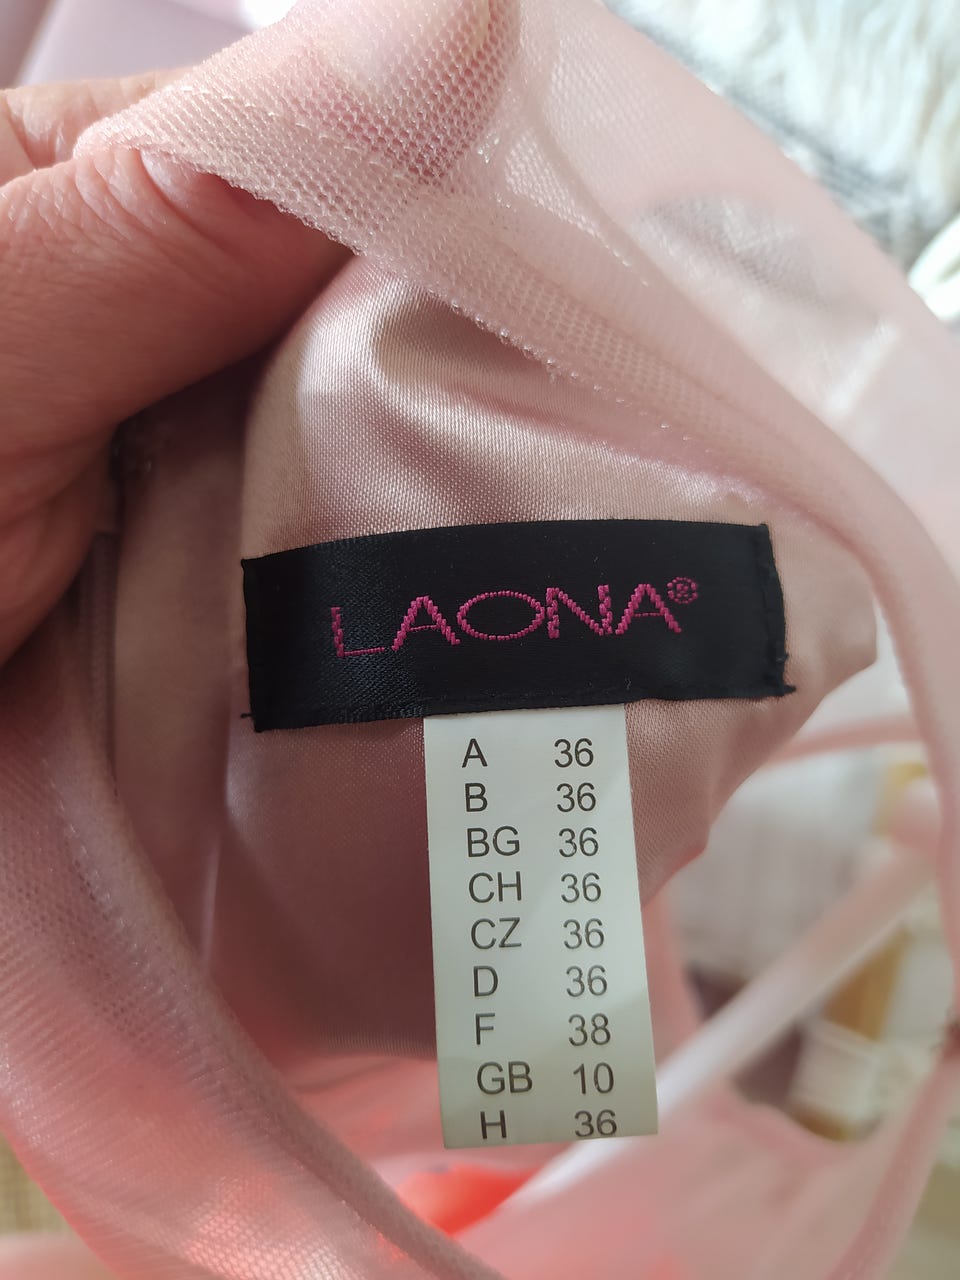 LAONA®
A 36
B 36
BG 36
CH 36
CZ 36
D 36
F 38
GB 10
H 36